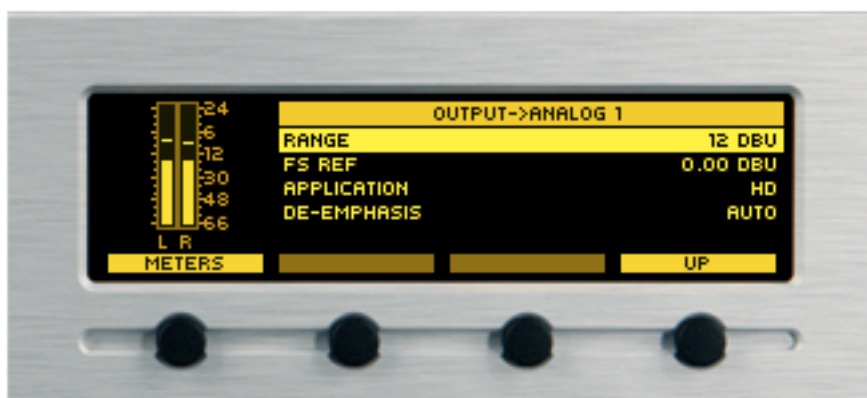 OUTPUT->ANALOG 1
24
6
12
30
48
66
L R
RANGE 12 DBU
FS REF 0.00 DBU
APPLICATION HD
DE-EMPHASIS AUTO
METERS UP